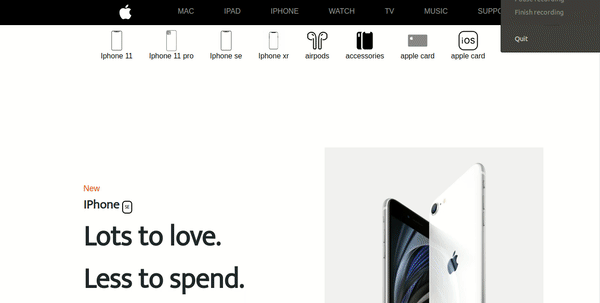 MAC IPAD IPHONE WATCH TV MUSIC SUPPO
Finish recording
Quit
Iphone 11 Iphone 11 pro Iphone se Iphone xr airpods accessories apple card apple card
iOS
New
IPhone SE
Lots to love.
Less to spend.